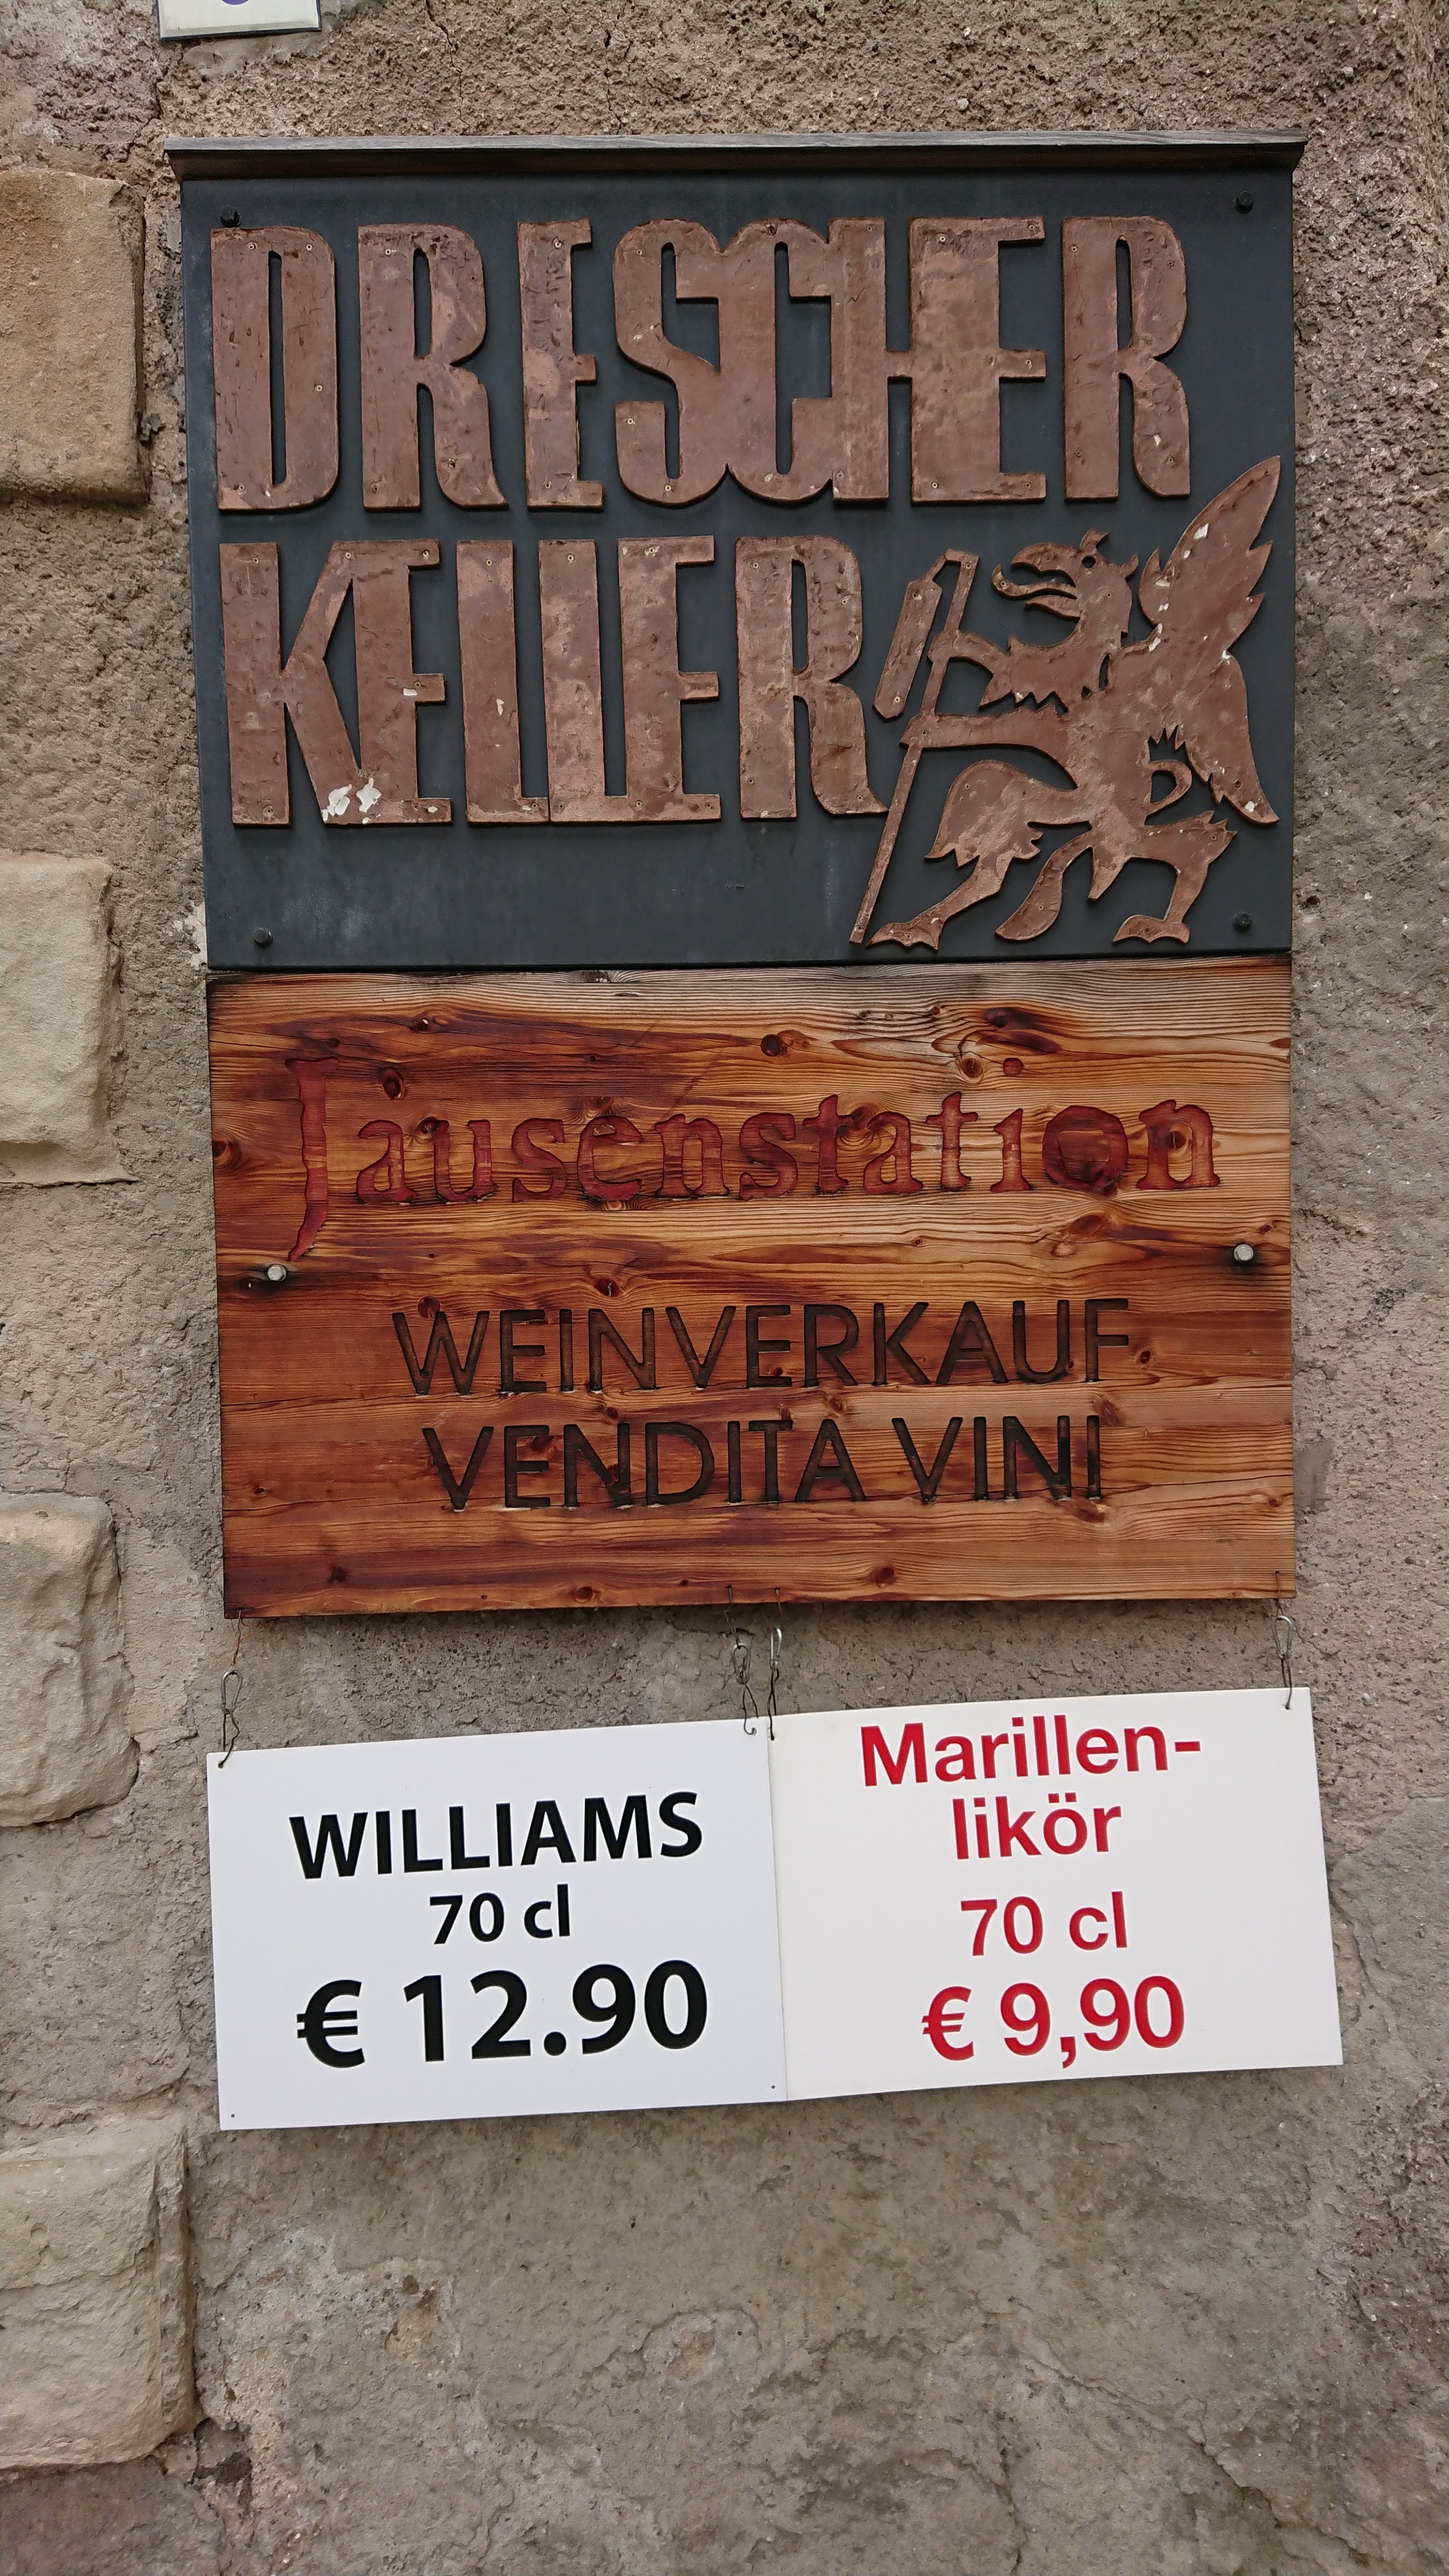 DRESCHER
KELLER
Jausenstation
WEINVERKAUF
VENDITA VINI
WILLIAMS
70 cl
€ 12.90
Marillen-
likör
70 cl
€ 9,90